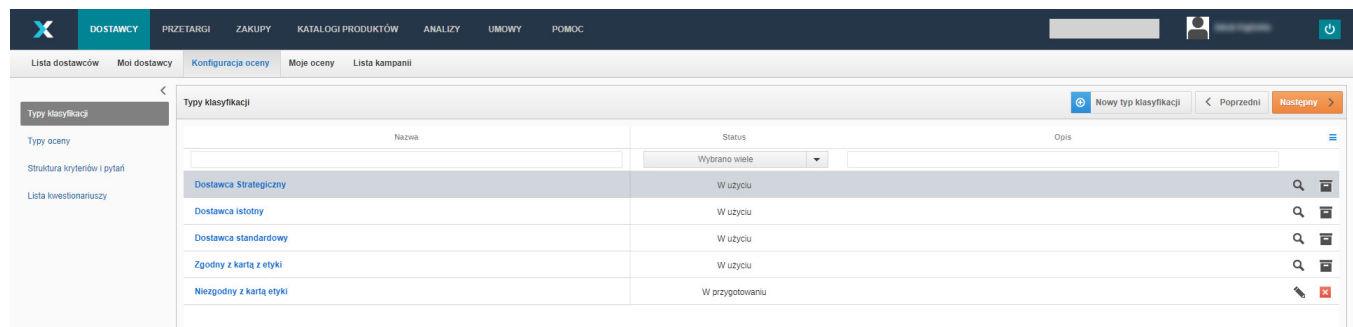 DOSTAWCY PRZETARGI ZAKUPY KATALOGI PRODUKTÓW ANALIZY UMOWY POMOC
Lista dostawców Moi dostawcy Konfiguracja oceny Moje oceny Lista kampanii
Typy klasyfikacji
Typy oceny
Struktura kryteriów i pytań
Lista kwestionariuszy
Typy klasyfikacji Nowy typ klasyfikacji Poprzedni Następny
Nazwa Status Opis
Wybrano wiele
Dostawca Strategiczny W użyciu
Dostawca istotny W użyciu
Dostawca standardowy W użyciu
Zgodny z kartą z etyki W użyciu
Niezgodny z kartą etyki W przygotowaniu